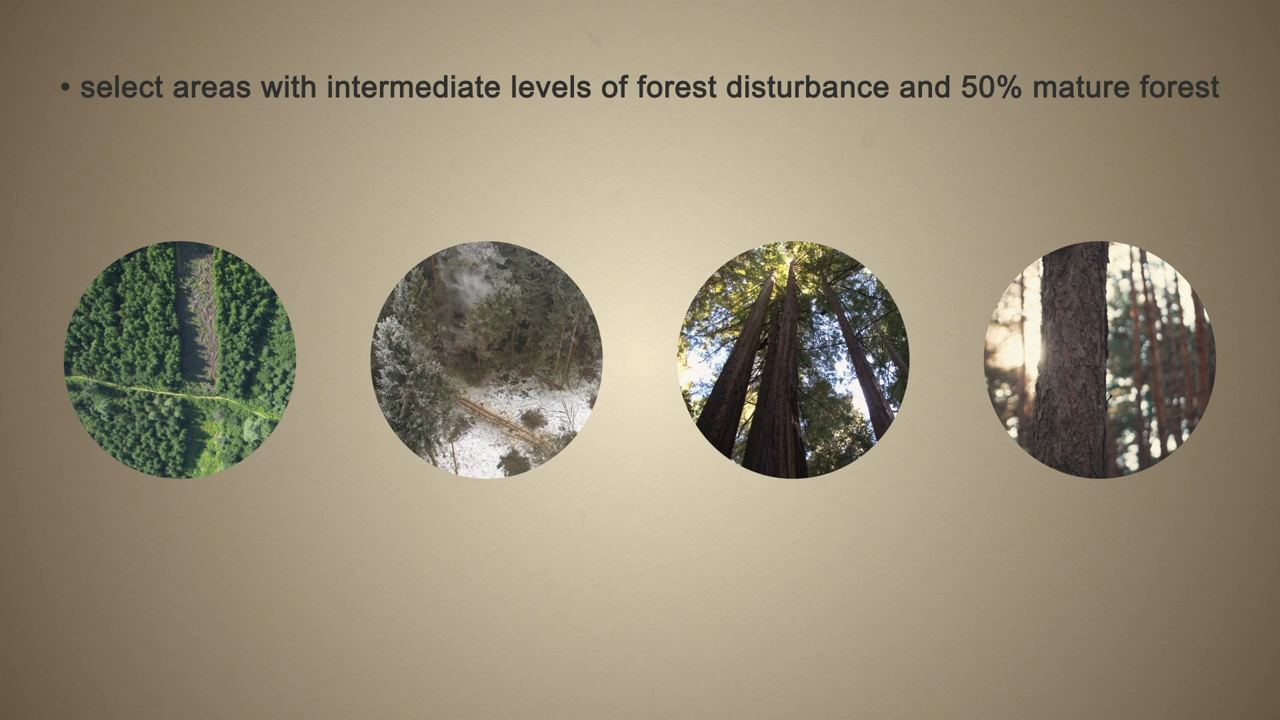 • select areas with intermediate levels of forest disturbance and 50% mature forest